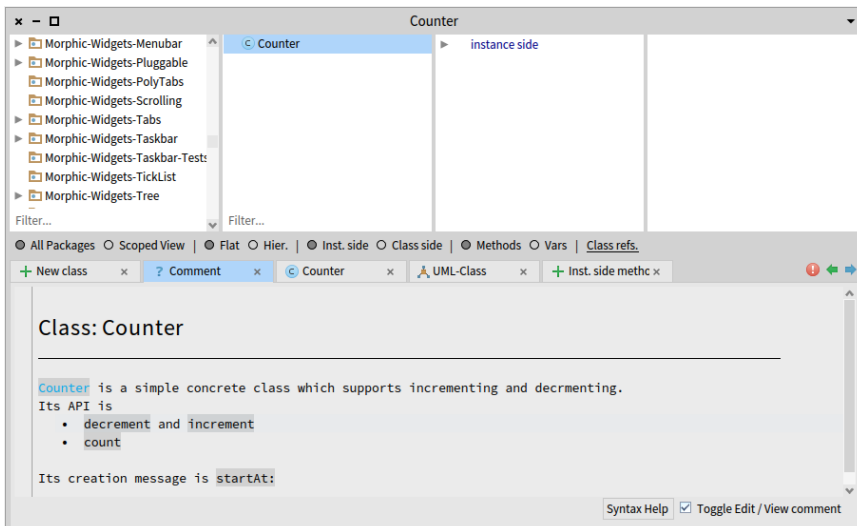 Counter
Morphic-Widgets-Menubar
Morphic-Widgets-Pluggable
Morphic-Widgets-PolyTabs
Morphic-Widgets-Scrolling
Morphic-Widgets-Tabs
Morphic-Widgets-Taskbar
Morphic-Widgets-Taskbar-Tests
Morphic-Widgets-TickList
Morphic-Widgets-Tree
Filter...
Counter
Filter...
instance side
All Packages Scoped View | Flat Hier. | Inst. side Class side | Methods Vars | Class refs.
New class Comment Counter UML-Class Inst. side methc
Class: Counter
Counter is a simple concrete class which supports incrementing and decrmenting.
Its API is
• decrement and increment
• count
Its creation message is startAt:
Syntax Help Toggle Edit / View comment